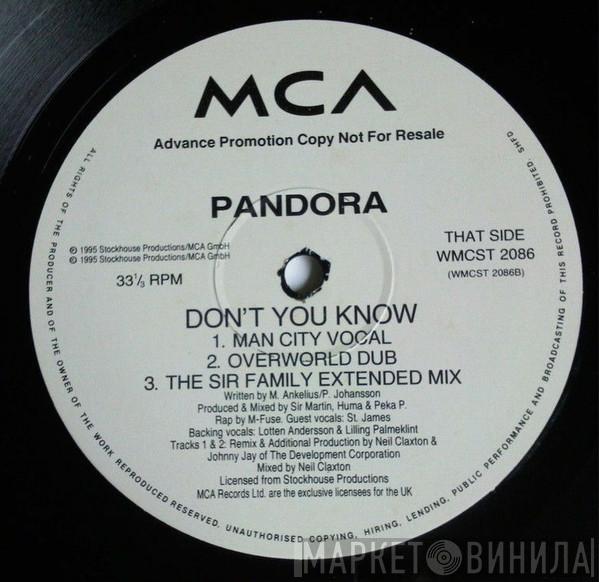 MCA
Advance Promotion Copy Not For Resale
PANDORA
℗ 1995 Stockhouse Productions/MCA GmbH
© 1995 Stockhouse Productions/MCA GmbH
33⅓ RPM
THAT SIDE
WMCST 2086
(WMCST 2086B)
DON'T YOU KNOW
1. MAN CITY VOCAL
2. OVERWORLD DUB
3. THE SIR FAMILY EXTENDED MIX
Written by M. Ankelius/P. Johansson
Produced & Mixed by Sir Martin, Huma & Peka P.
Rap by M-Fuse. Guest vocals: St. James
Backing vocals: Lotten Andersson & Lilling Palmeklint
Tracks 1 & 2: Remix & Additional Production by Neil Claxton &
Johnny Jay of The Development Corporation
Mixed by Neil Claxton
Licensed from Stockhouse Productions
MCA Records Ltd. are the exclusive licensees for the UK
ALL RIGHTS OF THE PRODUCER AND OF THE OWNER OF THE WORK REPRODUCED RESERVED. UNAUTHORISED COPYING, HIRING, LENDING, PUBLIC PERFORMANCE AND BROADCASTING OF THIS RECORD PROHIBITED. SHFD
МАРКЕТ ВИНИЛА